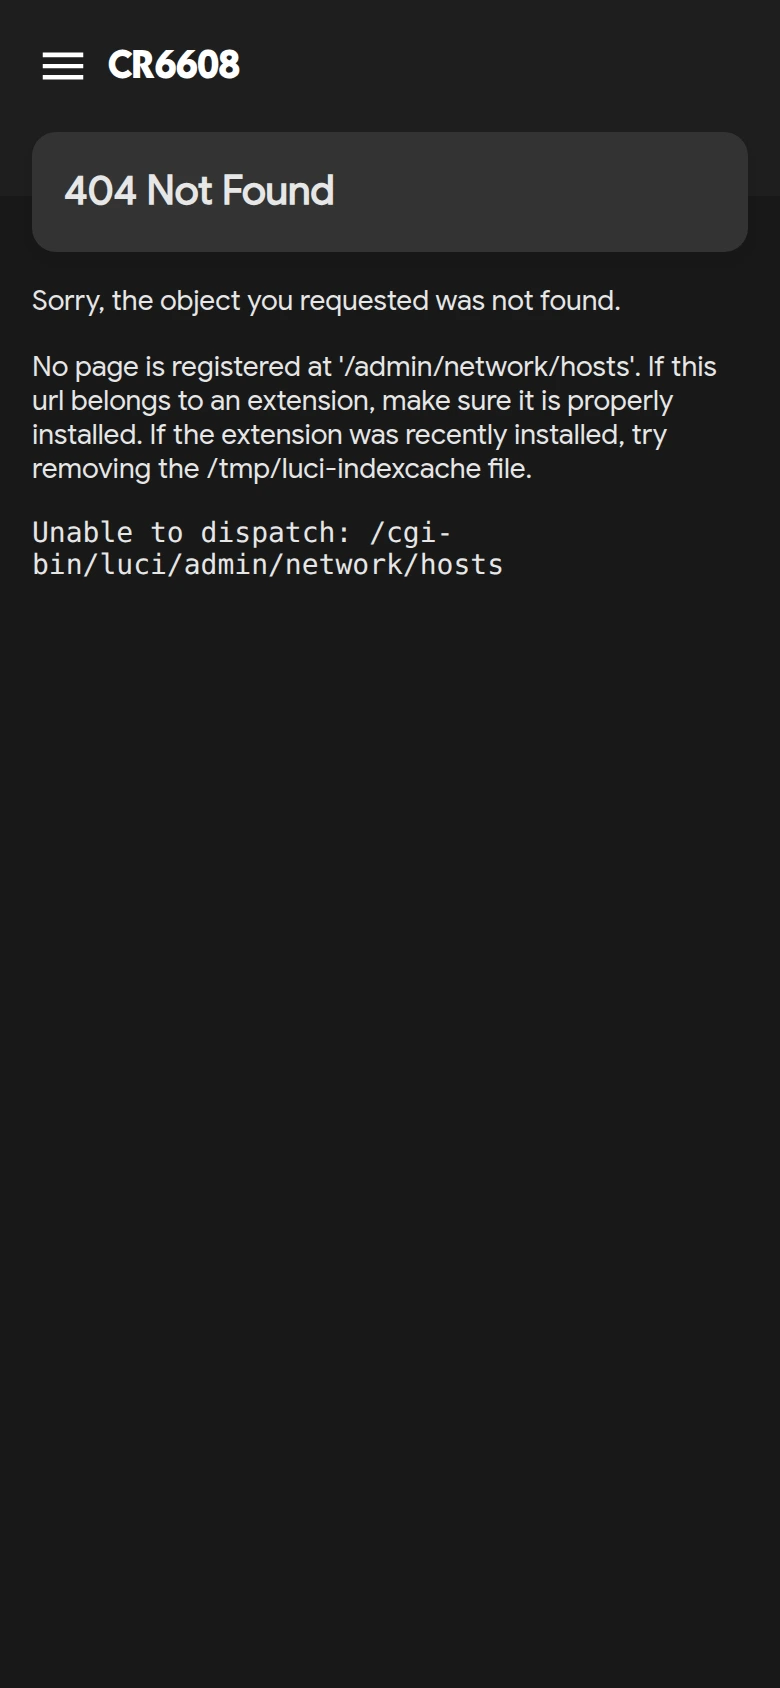 CR6608
404 Not Found
Sorry, the object you requested was not found.
No page is registered at '/admin/network/hosts'. If this
url belongs to an extension, make sure it is properly
installed. If the extension was recently installed, try
removing the /tmp/luci-indexcache file.
Unable to dispatch: /cgi-
bin/luci/admin/network/hosts